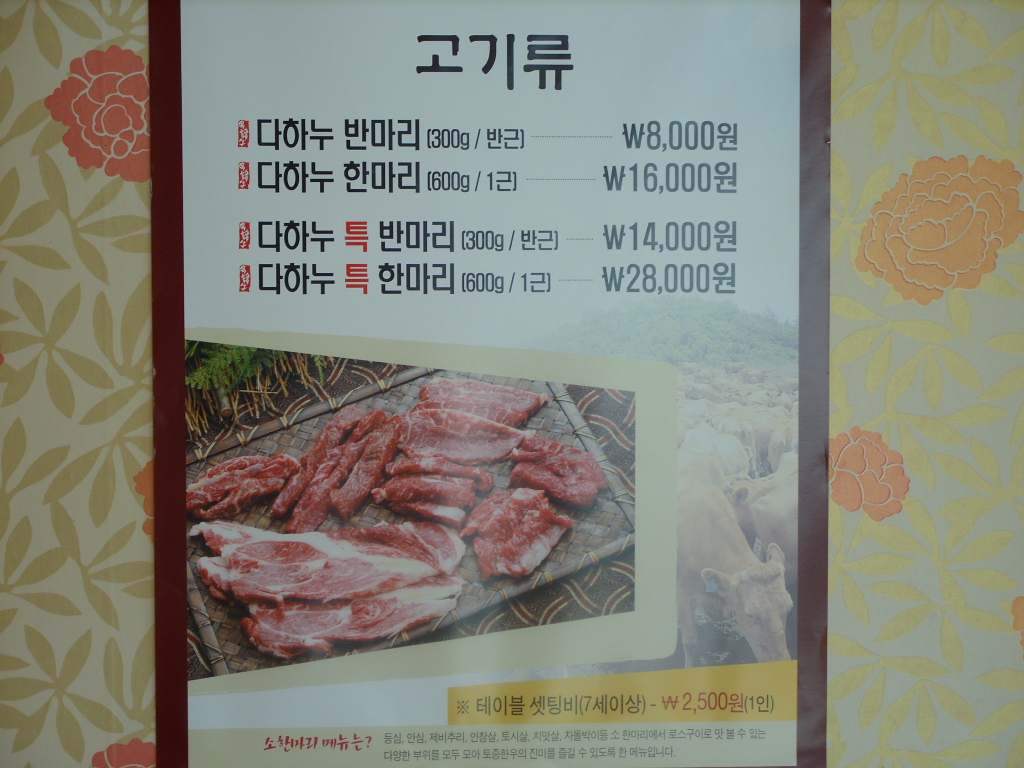 고기류
다하누 반마리 (300g / 반근) ₩8,000원
다하누 한마리 (600g / 1근) ₩16,000원
다하누 특 반마리 (300g / 반근) ₩14,000원
다하누 특 한마리 (600g / 1근) ₩28,000원
※ 테이블 셋팅비(7세이상) - ₩ 2,500원(1인)
소한마리 메뉴는? 등심, 안심, 제비추리, 안창살, 토시살, 치맛살, 차돌박이등 소 한마리에서 로스구이로 맛 볼 수 있는
다양한 부위를 모두 모아 토종한우의 진미를 즐길 수 있도록 한 메뉴입니다.